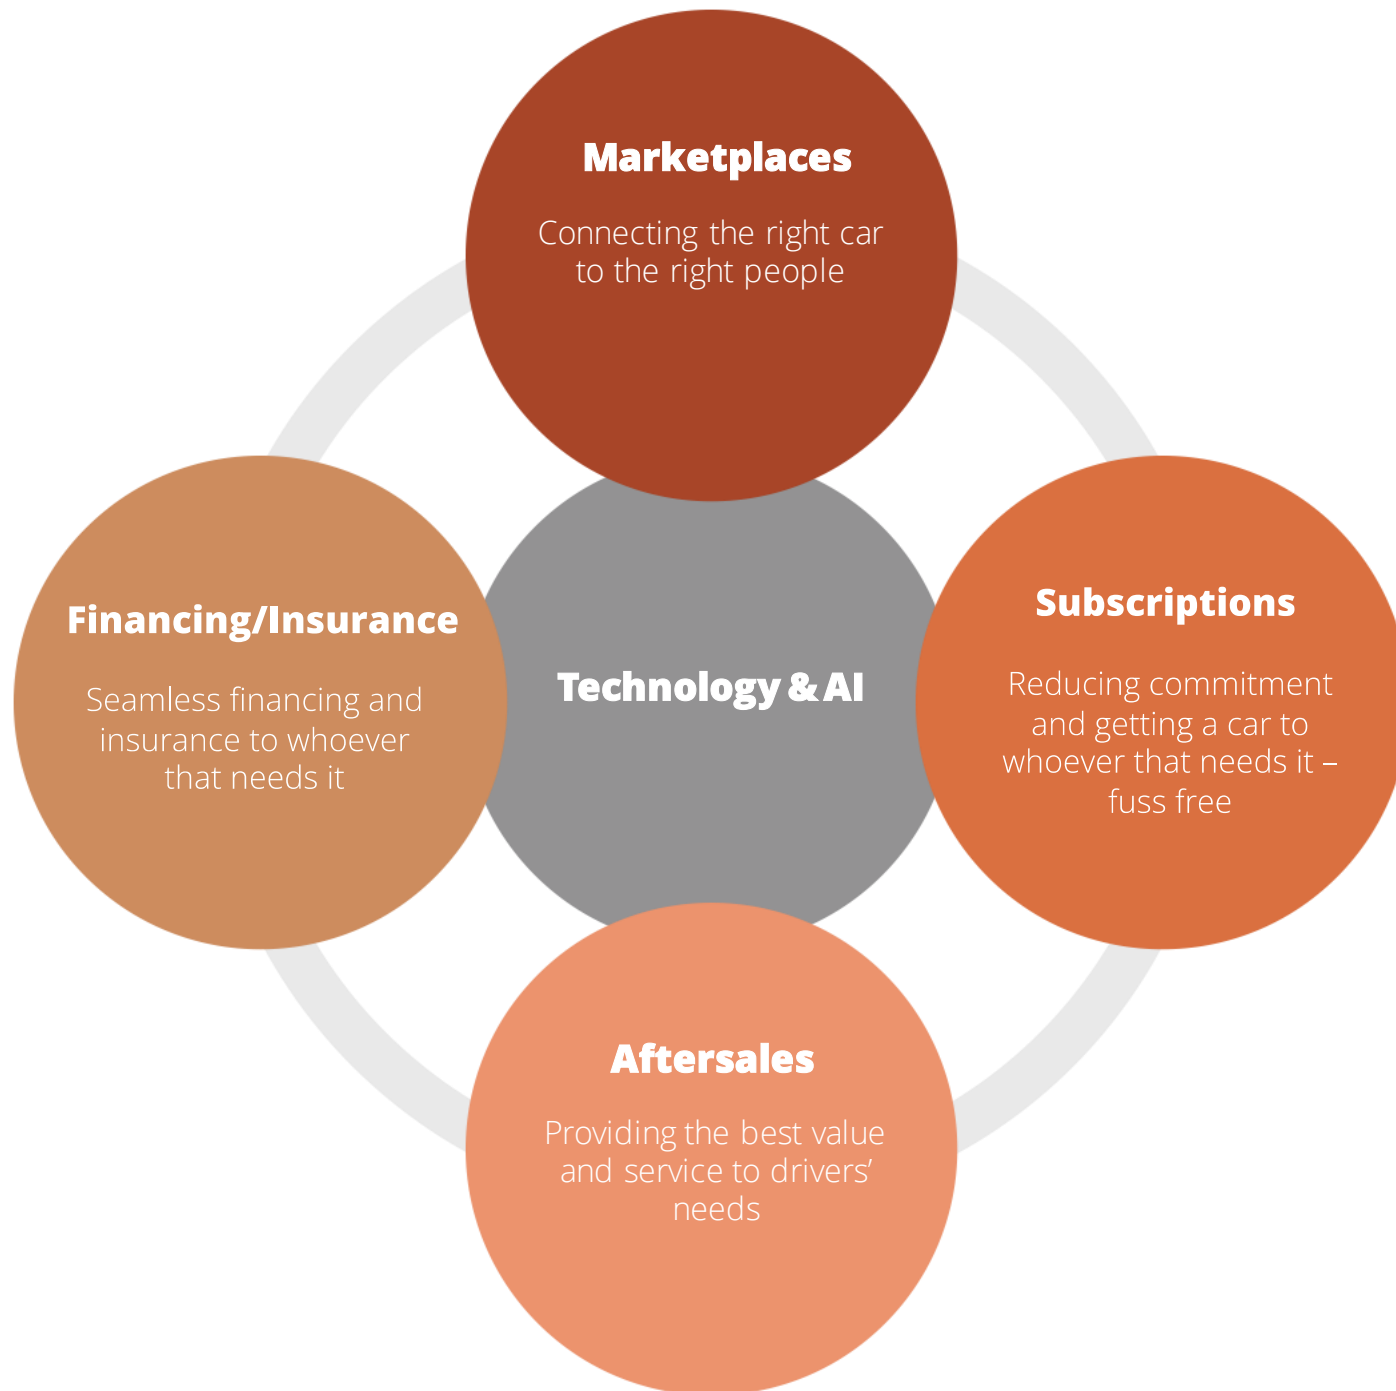 Marketplaces
Connecting the right car
to the right people
Financing/Insurance
Seamless financing and
insurance to whoever
that needs it
Technology & AI
Subscriptions
Reducing commitment
and getting a car to
whoever that needs it –
fuss free
Aftersales
Providing the best value
and service to drivers’
needs